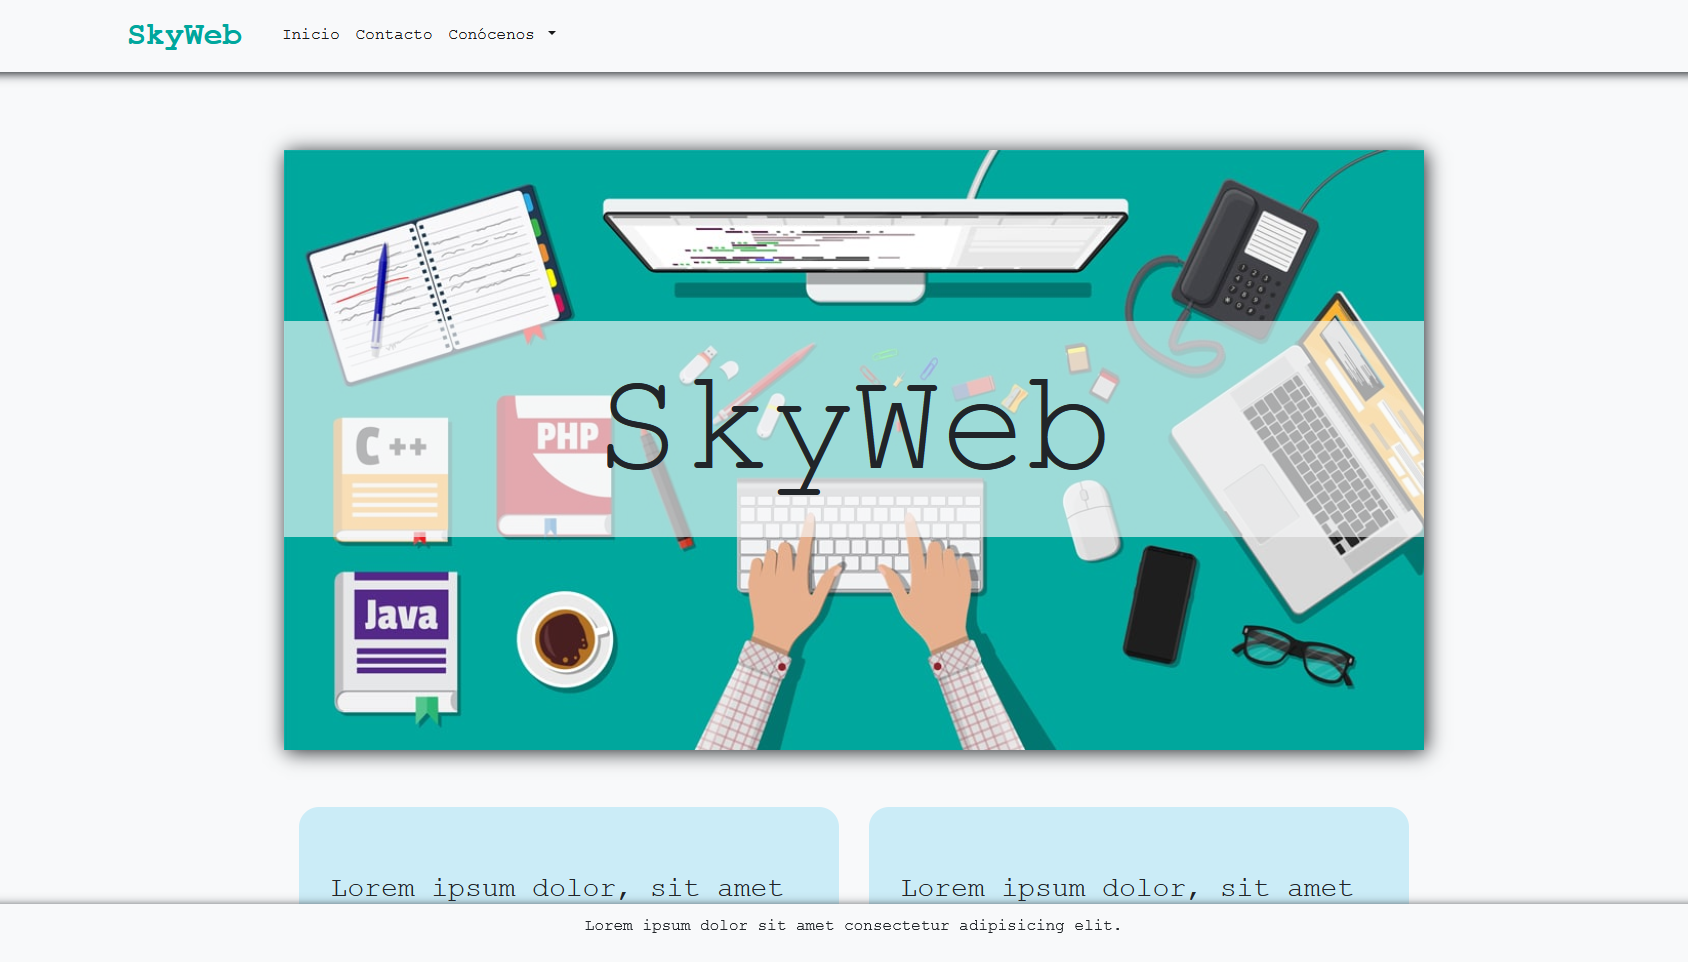 SkyWeb Inicio Contacto Conócenos
SkyWeb
C ++
PHP
Java
Lorem ipsum dolor, sit amet
Lorem ipsum dolor, sit amet
Lorem ipsum dolor sit amet consectetur adipisicing elit.